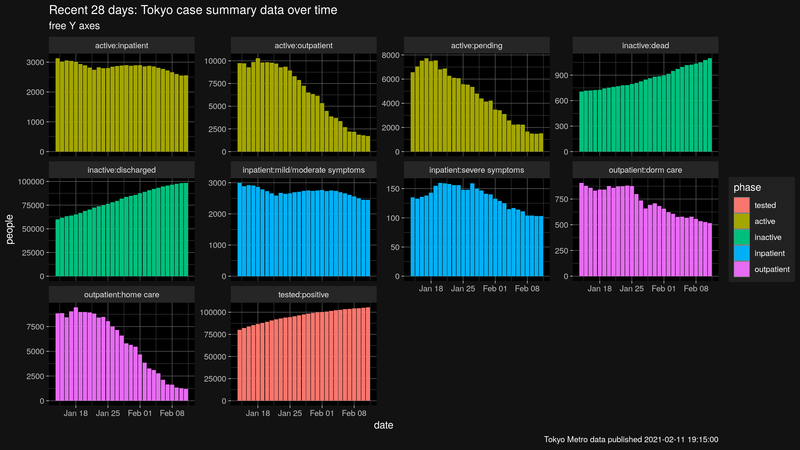 Recent 28 days: Tokyo case summary data over time
free Y axes
active:inpatient
active:outpatient
active:pending
inactive:dead
3000
2000
1000
0
10000
7500
5000
2500
0
8000
6000
4000
2000
0
900
600
300
0
inactive:discharged
inpatient:mild/moderate symptoms
inpatient:severe symptoms
outpatient:dorm care
100000
75000
50000
25000
0
3000
2000
1000
0
150
100
50
0
750
500
250
0
Jan 18 Jan 25 Feb 01 Feb 08
Jan 18 Jan 25 Feb 01 Feb 08
outpatient:home care
tested:positive
7500
5000
2500
0
100000
75000
50000
25000
0
Jan 18 Jan 25 Feb 01 Feb 08
Jan 18 Jan 25 Feb 01 Feb 08
people
date
phase
tested
active
inactive
inpatient
outpatient
Tokyo Metro data published 2021-02-11 19:15:00